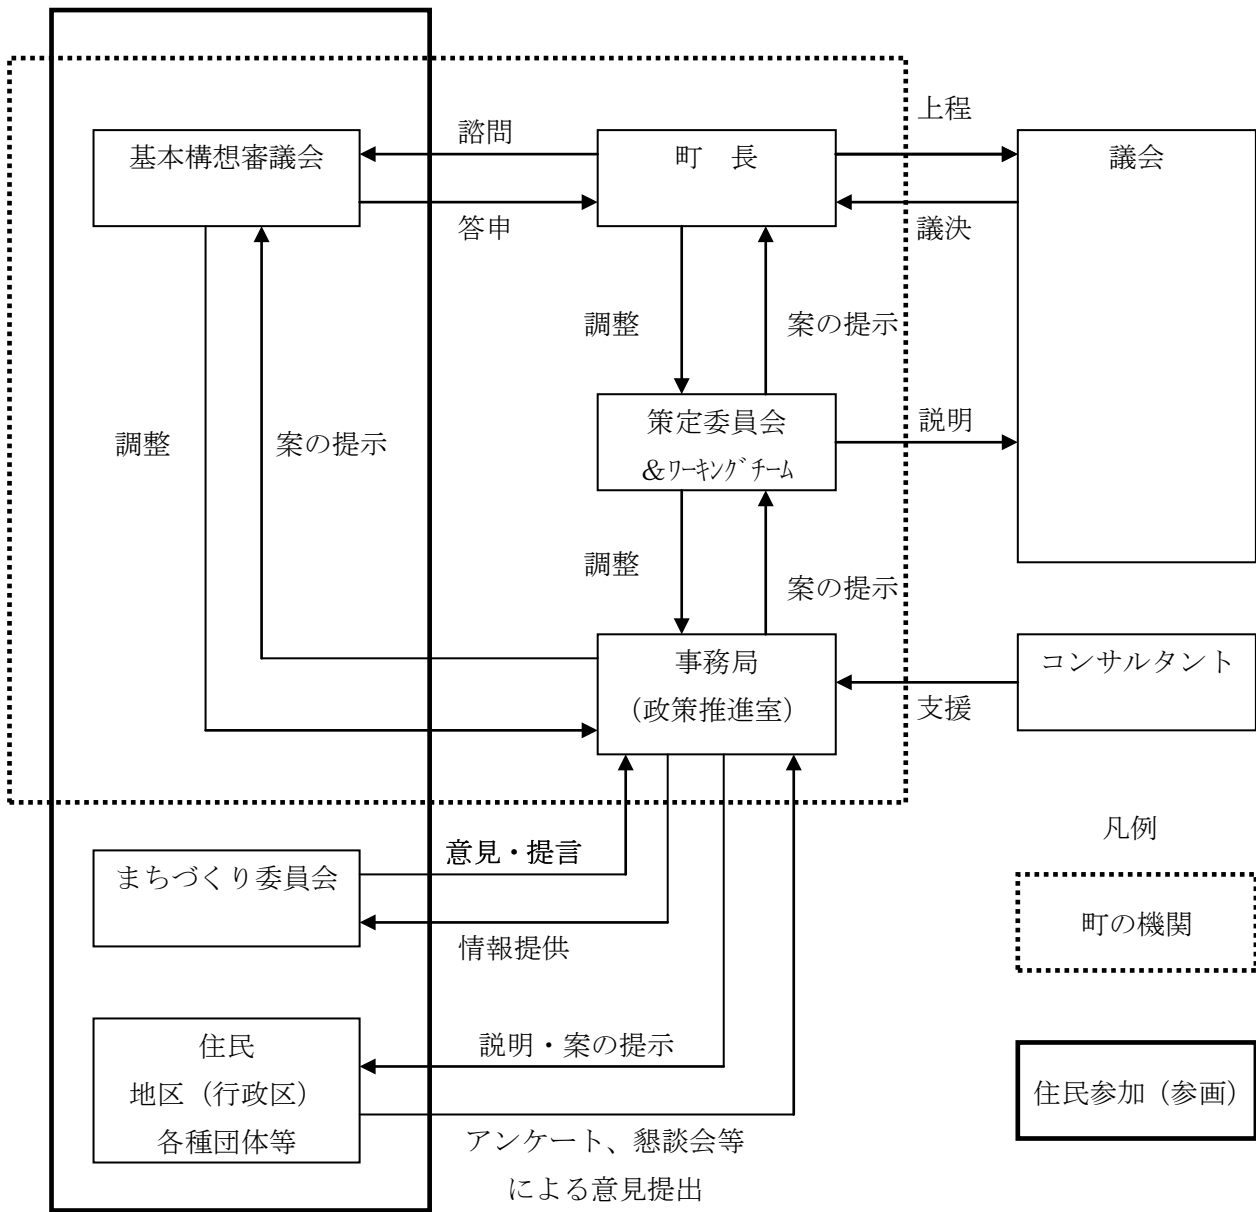 上程
諮問
基本構想審議会
町　長
議会
答申
議決
調整
案の提示
策定委員会
&ﾜｰｷﾝｸﾞﾁｰﾑ
説明
調整
案の提示
調整
案の提示
事務局
（政策推進室）
コンサルタント
支援
凡例
意見・提言
まちづくり委員会
町の機関
情報提供
住民
地区（行政区）
各種団体等
説明・案の提示
住民参加（参画）
アンケート、懇談会等
による意見提出